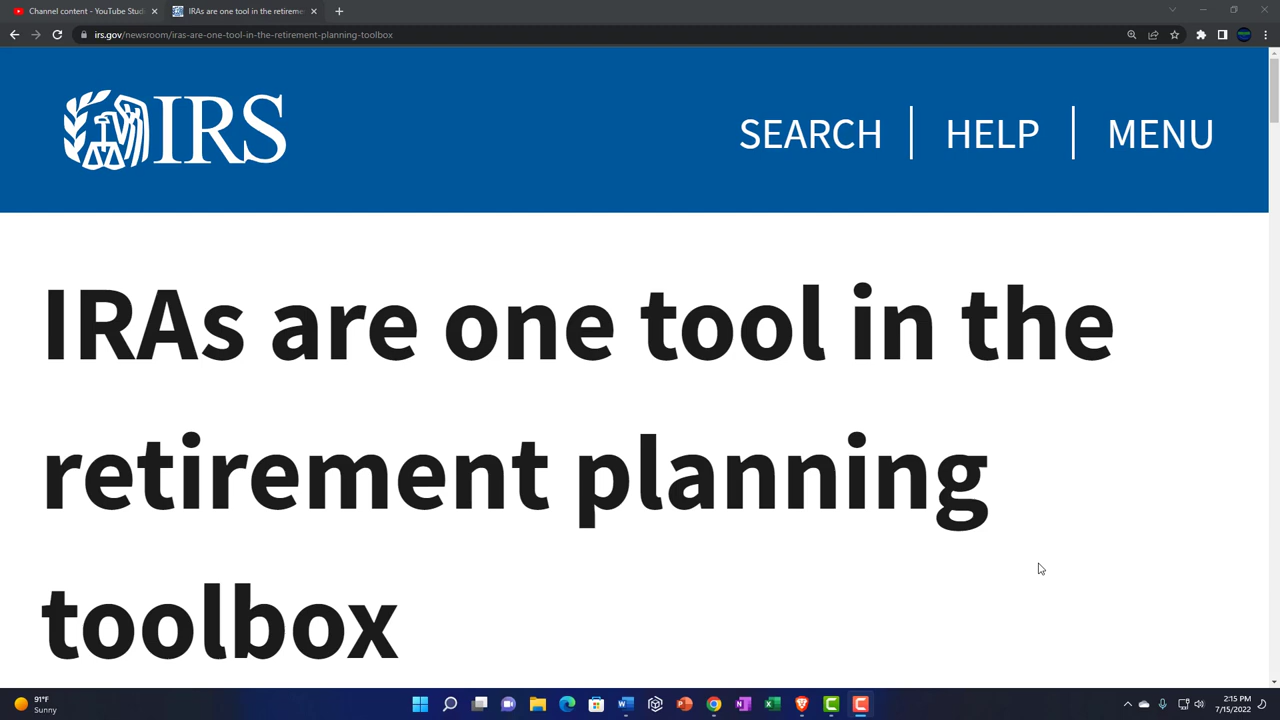 Channel content - YouTube Studi
IRAs are one tool in the retireme
irs.gov/newsroom/iras-are-one-tool-in-the-retirement-planning-toolbox
IRS
SEARCH
HELP
MENU
IRAs are one tool in the
retirement planning
toolbox
91°F
Sunny
2:15 PM
7/15/2022